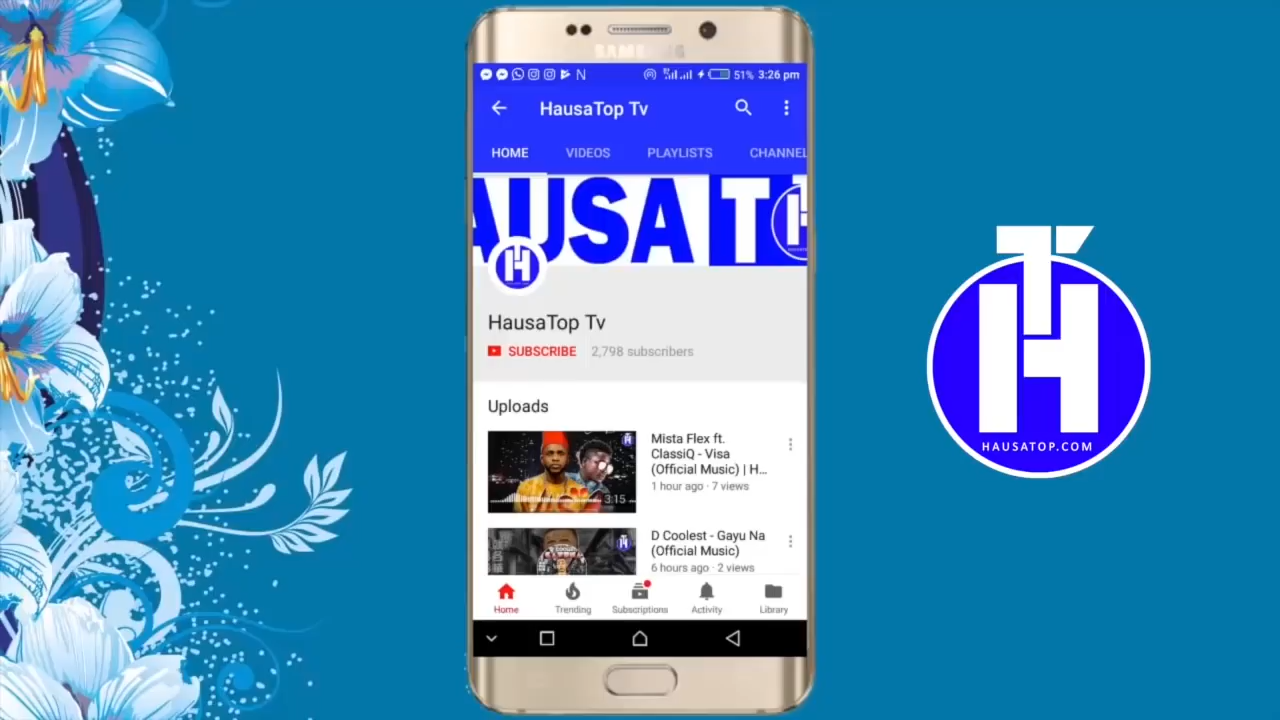 SAMSUNG
N
51% 3:26 pm
HausaTop Tv
HOME VIDEOS PLAYLISTS CHANNEL
AUSA T
HausaTop Tv
SUBSCRIBE 2,798 subscribers
Uploads
Mista Flex ft.
ClassiQ - Visa
(Official Music) | H...
1 hour ago · 7 views
3:15
D Coolest - Gayu Na
(Official Music)
6 hours ago · 2 views
Home Trending Subscriptions Activity Library
H
HAUSATOP.COM